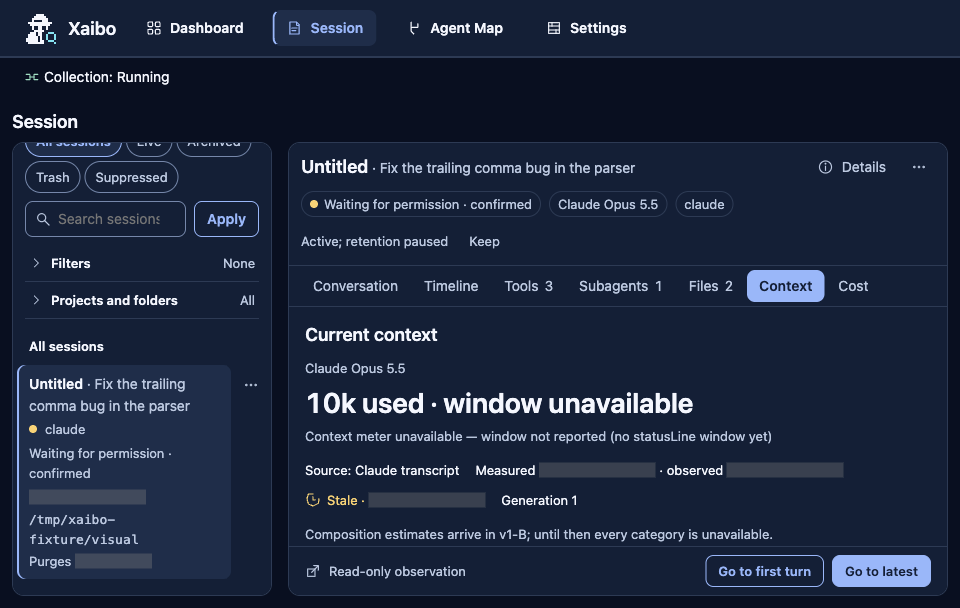 Xaibo
Dashboard
Session
Agent Map
Settings
Collection: Running
Session
All sessions
Live
Archived
Trash
Suppressed
Search sessions
Apply
Filters
None
Projects and folders
All
All sessions
Untitled · Fix the trailing
comma bug in the parser
claude
Waiting for permission ·
confirmed
/tmp/xaibo-
fixture/visual
Purges
Untitled · Fix the trailing comma bug in the parser
Details
Waiting for permission · confirmed
Claude Opus 5.5
claude
Active; retention paused
Keep
Conversation
Timeline
Tools 3
Subagents 1
Files 2
Context
Cost
Current context
Claude Opus 5.5
10k used · window unavailable
Context meter unavailable — window not reported (no statusLine window yet)
Source: Claude transcript Measured · observed
Stale · Generation 1
Composition estimates arrive in v1-B; until then every category is unavailable.
Read-only observation
Go to first turn
Go to latest